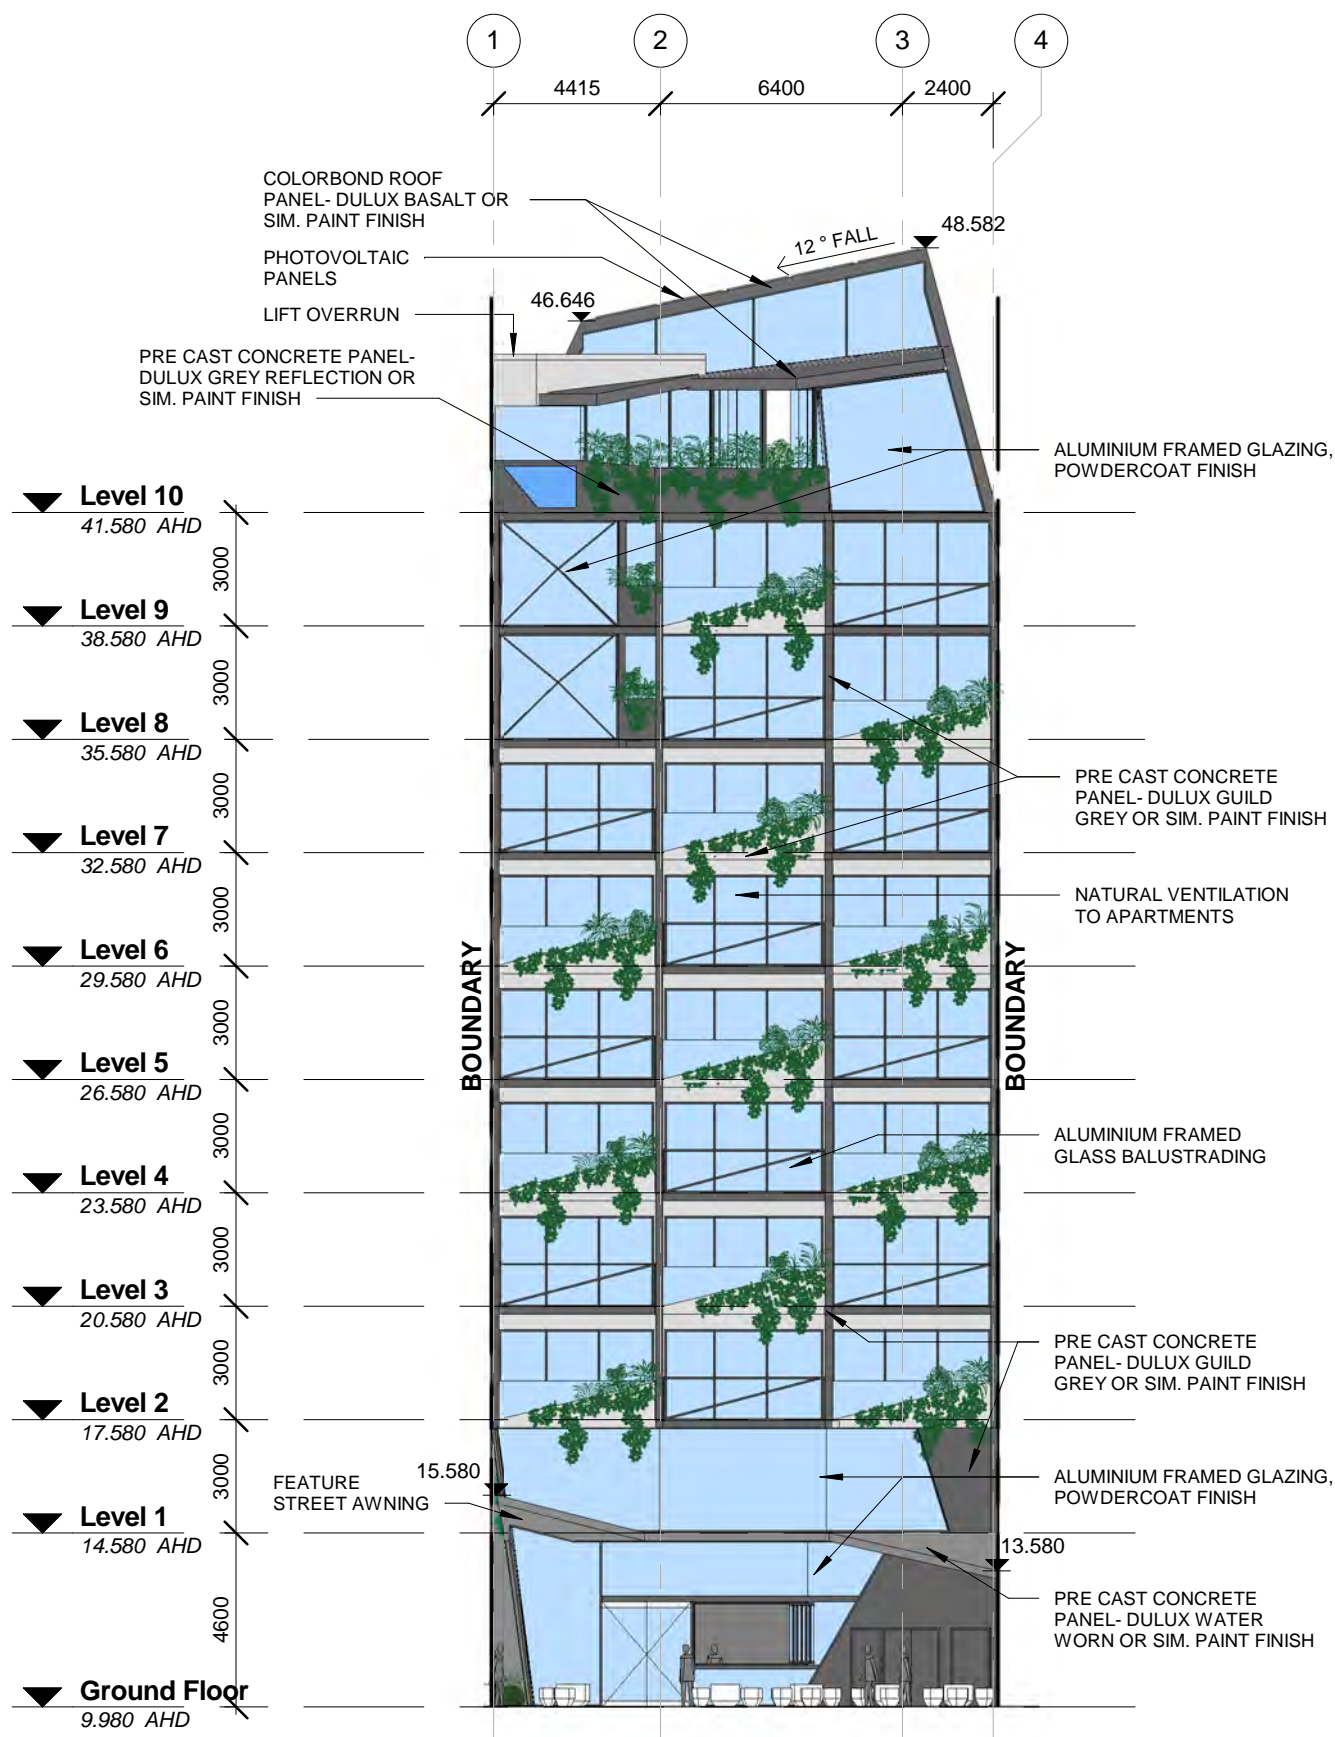 1
2
3
4
4415
6400
2400
COLORBOND ROOF
PANEL- DULUX BASALT OR
SIM. PAINT FINISH
12 ° FALL
48.582
PHOTOVOLTAIC
PANELS
46.646
LIFT OVERRUN
PRE CAST CONCRETE PANEL-
DULUX GREY REFLECTION OR
SIM. PAINT FINISH
ALUMINIUM FRAMED GLAZING,
POWDERCOAT FINISH
Level 10
41.580 AHD
3000
Level 9
38.580 AHD
3000
Level 8
35.580 AHD
3000
PRE CAST CONCRETE
PANEL- DULUX GUILD
GREY OR SIM. PAINT FINISH
Level 7
32.580 AHD
3000
NATURAL VENTILATION
TO APARTMENTS
Level 6
29.580 AHD
3000
BOUNDARY
BOUNDARY
Level 5
26.580 AHD
3000
ALUMINIUM FRAMED
GLASS BALUSTRADING
Level 4
23.580 AHD
3000
Level 3
20.580 AHD
3000
PRE CAST CONCRETE
PANEL- DULUX GUILD
GREY OR SIM. PAINT FINISH
Level 2
17.580 AHD
3000
15.580
FEATURE
STREET AWNING
ALUMINIUM FRAMED GLAZING,
POWDERCOAT FINISH
Level 1
14.580 AHD
13.580
4600
PRE CAST CONCRETE
PANEL- DULUX WATER
WORN OR SIM. PAINT FINISH
Ground Floor
9.980 AHD